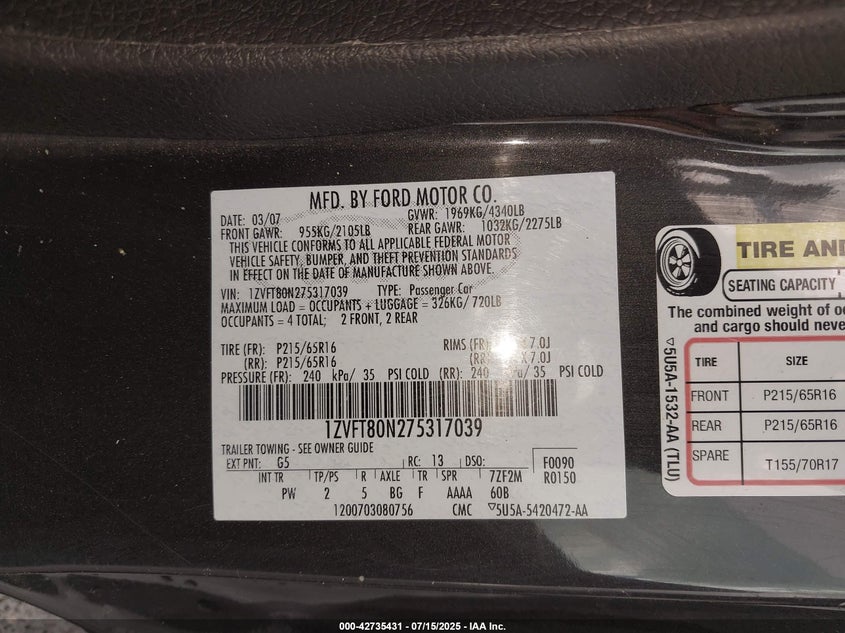 MFD. BY FORD MOTOR CO.
DATE: 03/07 GVWR: 1969KG/4340LB
FRONT GAWR: 955KG/2105LB REAR GAWR: 1032KG/2275LB
THIS VEHICLE CONFORMS TO ALL APPLICABLE FEDERAL MOTOR
VEHICLE SAFETY, BUMPER, AND THEFT PREVENTION STANDARDS
IN EFFECT ON THE DATE OF MANUFACTURE SHOWN ABOVE.
VIN: 1ZVFT80N275317039 TYPE: Passenger Car
MAXIMUM LOAD = OCCUPANTS + LUGGAGE = 326KG/ 720LB
OCCUPANTS = 4 TOTAL; 2 FRONT, 2 REAR
TIRE (FR): P215/65R16 RIMS (FR): X 7.0J
(RR): P215/65R16 (RR): X 7.0J
PRESSURE (FR): 240 kPa/ 35 PSI COLD (RR): 240 kPa/ 35 PSI COLD
1ZVFT80N275317039
TRAILER TOWING - SEE OWNER GUIDE
EXT PNT: G5 RC: 13 DSO: F0090
INT TR TP/PS R AXLE TR SPR 7ZF2M R0150
PW 2 5 BG F AAAA 60B
1200703080756 CMC ▽5U5A-5420472-AA
TIRE AND
SEATING CAPACITY
The combined weight of
and cargo should never
▽5U5A-1532-AA (TLU)
TIRE SIZE
FRONT P215/65R16
REAR P215/65R16
SPARE T155/70R17
000-42735431 - 07/15/2025 - IAA Inc.